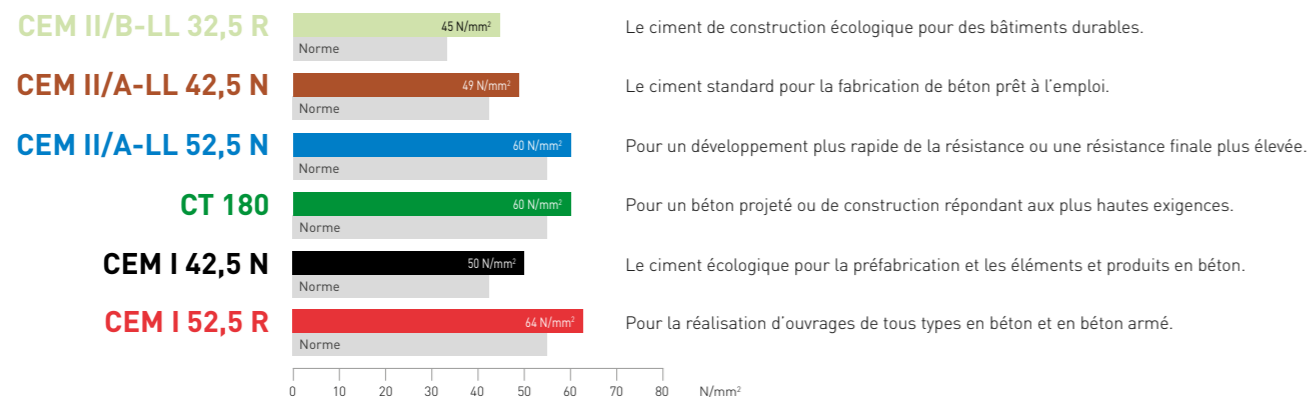 CEM II/B-LL 32,5 R 45 N/mm² Le ciment de construction écologique pour des bâtiments durables.
Norme
CEM II/A-LL 42,5 N 49 N/mm² Le ciment standard pour la fabrication de béton prêt à l’emploi.
Norme
CEM II/A-LL 52,5 N 60 N/mm² Pour un développement plus rapide de la résistance ou une résistance finale plus élevée.
Norme
CT 180 60 N/mm² Pour un béton projeté ou de construction répondant aux plus hautes exigences.
Norme
CEM I 42,5 N 50 N/mm² Le ciment écologique pour la préfabrication et les éléments et produits en béton.
Norme
CEM I 52,5 R 64 N/mm² Pour la réalisation d’ouvrages de tous types en béton et en béton armé.
Norme
0 10 20 30 40 50 60 70 80 N/mm²